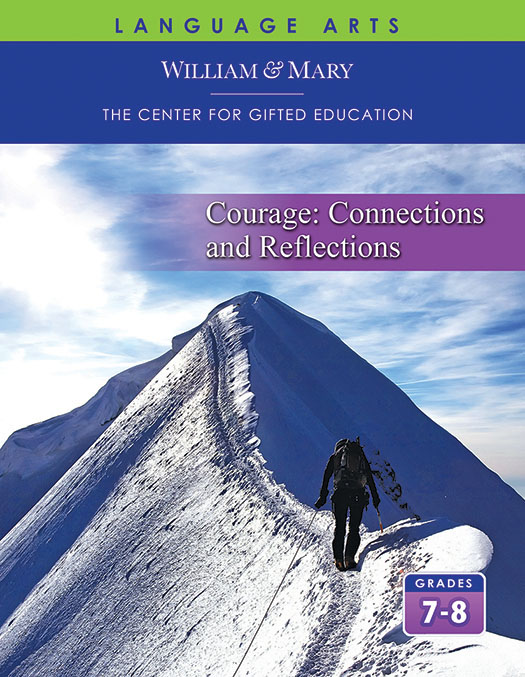 LANGUAGE ARTS
WILLIAM & MARY
THE CENTER FOR GIFTED EDUCATION
Courage: Connections
and Reflections
GRADES
7-8